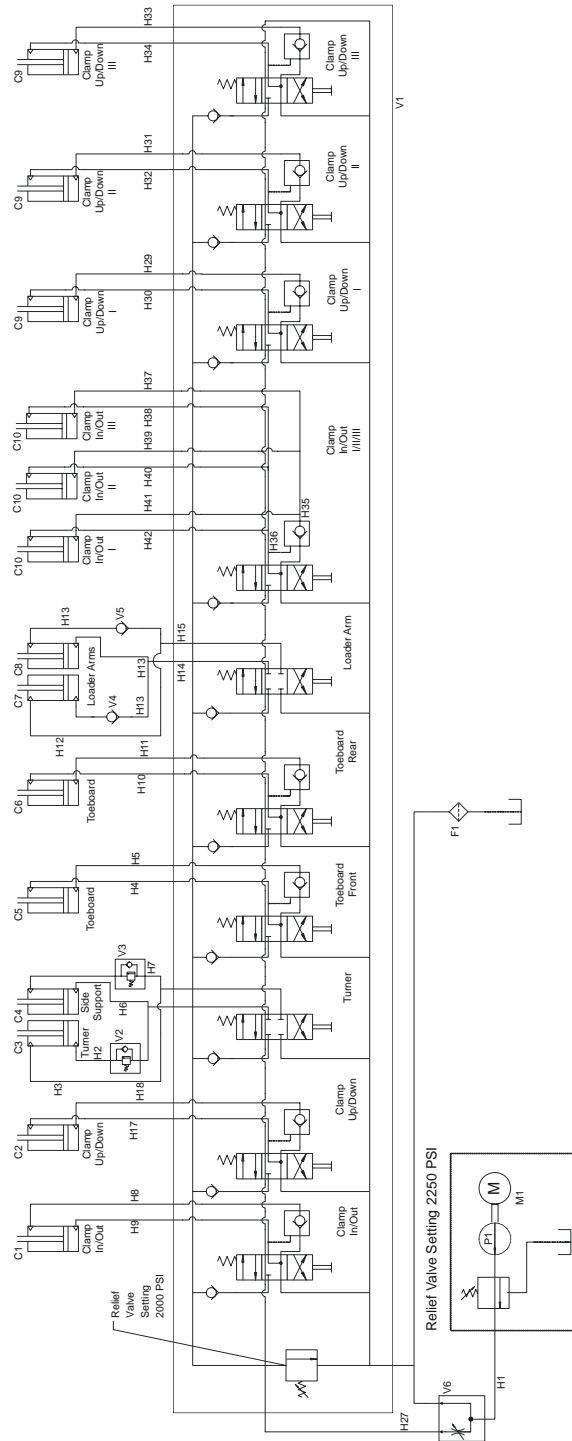 C1
C2
C3
C4
C5
C6
C7
C8
C10
C10
C10
C9
C9
C9
Clamp
In/Out
Clamp
Up/Down
Turner
Side
Support
Toeboard
Toeboard
Loader Arms
Clamp
In/Out
I
Clamp
In/Out
II
Clamp
In/Out
III
Clamp
Up/Down
I
Clamp
Up/Down
II
Clamp
Up/Down
III
H3
H2
V2
H18
H6
V3
H7
H12
V4
H13
H13
H13
V5
H9
H8
H17
H4
H5
H10
H11
H14
H15
H42
H41
H40
H39
H38
H37
H30
H29
H32
H31
H34
H33
Relief
Valve
Setting
2000 PSI
H36
H35
Clamp
In/Out
Clamp
Up/Down
Turner
Toeboard
Front
Toeboard
Rear
Loader Arm
Clamp
In/Out
I/II/III
Clamp
Up/Down
I
Clamp
Up/Down
II
Clamp
Up/Down
III
V1
H27
V6
H1
Relief Valve Setting 2250 PSI
P1
M
M1
F1